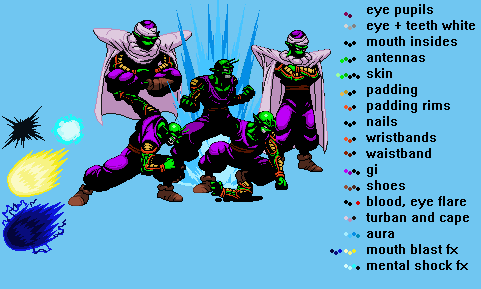 eye pupils
eye + teeth white
mouth insides
antennas
skin
padding
padding rims
nails
wristbands
waistband
gi
shoes
blood, eye flare
turban and cape
aura
mouth blast fx
mental shock fx